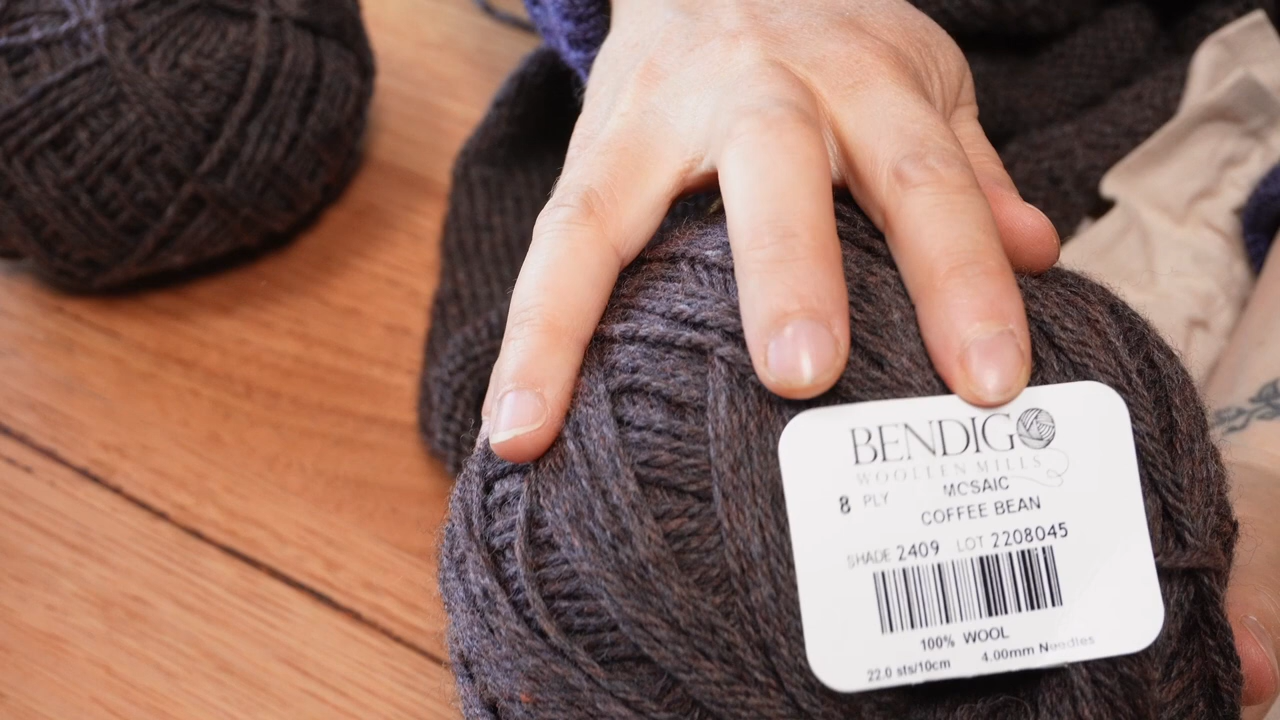 BENDIGO
WOOLLEN MILLS
8 PLY MOSAIC
COFFEE BEAN
SHADE 2409 LOT 2208045
100% WOOL
22.0 sts/10cm 4.00mm Needles